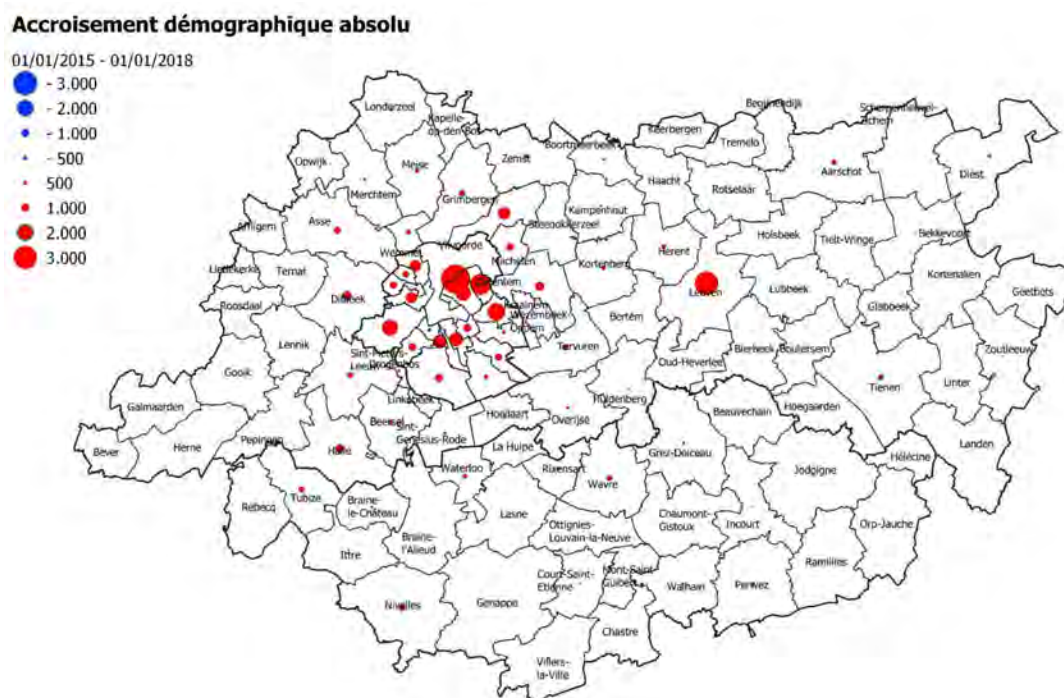 Accroisement démographique absolu
01/01/2015 - 01/01/2018
- 3.000
- 2.000
- 1.000
- 500
500
1.000
2.000
3.000
Londerzeel
Kapelle-
op-den-Bos
Begijnendijk
Scherpenheuvel-
Zichem
Keerbergen
Tremelo
Boortmeerbeek
Opwijk
Meise
Zemst
Haacht
Aarschot
Diest
Merchtem
Grimbergen
Rotselaar
Kampenhout
Asse
Steenokkerzeel
Affligem
Holsbeek
Tielt-Winge
Bekkevoort
Vilvoorde
Wemmel
Machelen
Herent
Liedekerke
Ternat
Kortenberg
Kortenaken
Zaventem
Lubbeek
Geetbets
Roosdaal
Dilbeek
Leuven
Glabbeek
Kraainem
Wezembeek
Oppem
Bertem
Lennik
Tervuren
Bierbeek
Boutersem
Zoutleeuw
Sint-Pieters-
Leeuw
Drogenbos
Oud-Heverlee
Gooik
Tienen
Linter
Linkebeek
Huldenberg
Galmaarden
Hoeilaart
Overijse
Beauvechain
Hoegaarden
Beersel
Sint-
Genesius-Rode
Pepingen
Bever
Herne
Halle
La Hulpe
Grez-Doiceau
Landen
Hélécine
Waterloo
Rixensart
Jodoigne
Wavre
Tubize
Braine-
le-Château
Rebecq
Lasne
Chaumont-
Gistoux
Incourt
Orp-Jauche
Ottignies-
Louvain-la-Neuve
Braine-
l'Alleud
Ittre
Ramillies
Court-Saint-
Etienne
Mont-Saint-
Guibert
Walhain
Perwez
Nivelles
Genappe
Chastre
Villers-
la-Ville